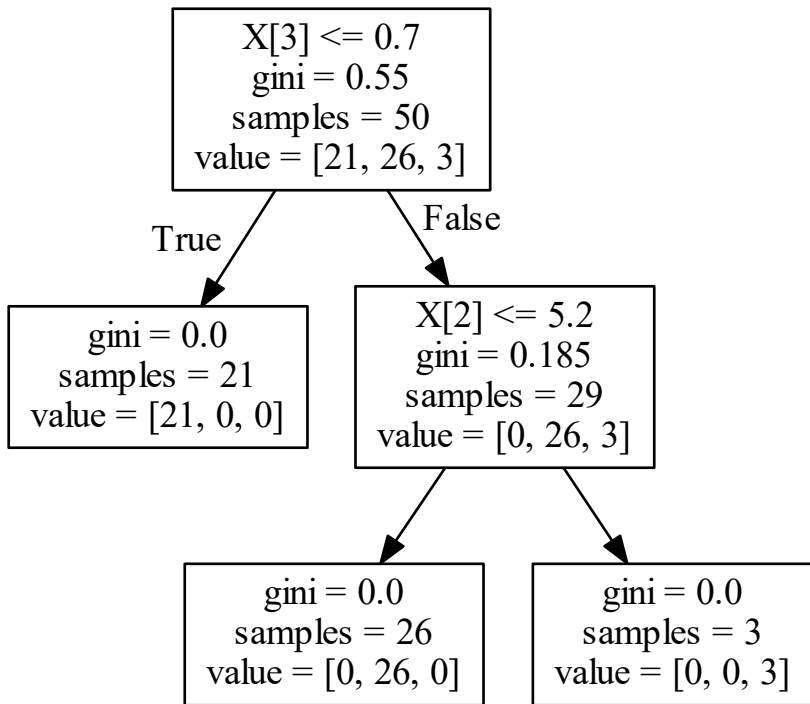 X[3] <= 0.7
gini = 0.55
samples = 50
value = [21, 26, 3]
True
False
gini = 0.0
samples = 21
value = [21, 0, 0]
X[2] <= 5.2
gini = 0.185
samples = 29
value = [0, 26, 3]
gini = 0.0
samples = 26
value = [0, 26, 0]
gini = 0.0
samples = 3
value = [0, 0, 3]